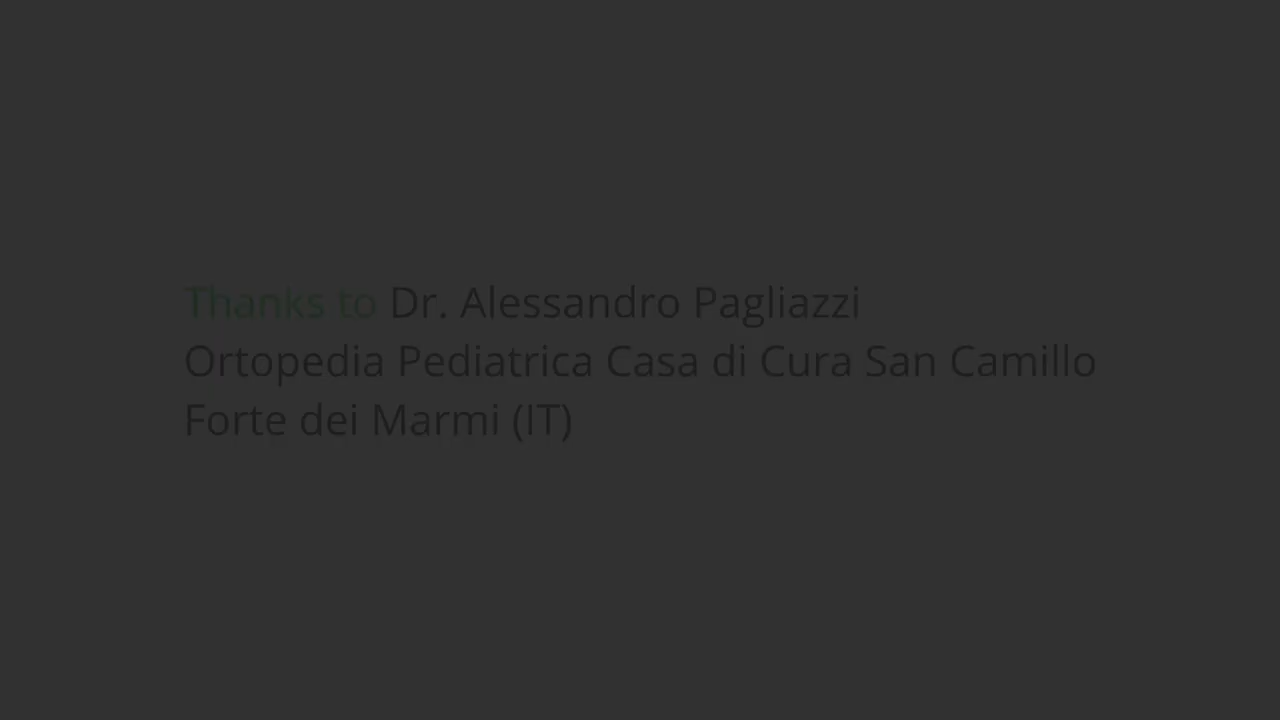 Thanks to Dr. Alessandro Pagliazzi
Ortopedia Pediatrica Casa di Cura San Camillo
Forte dei Marmi (IT)